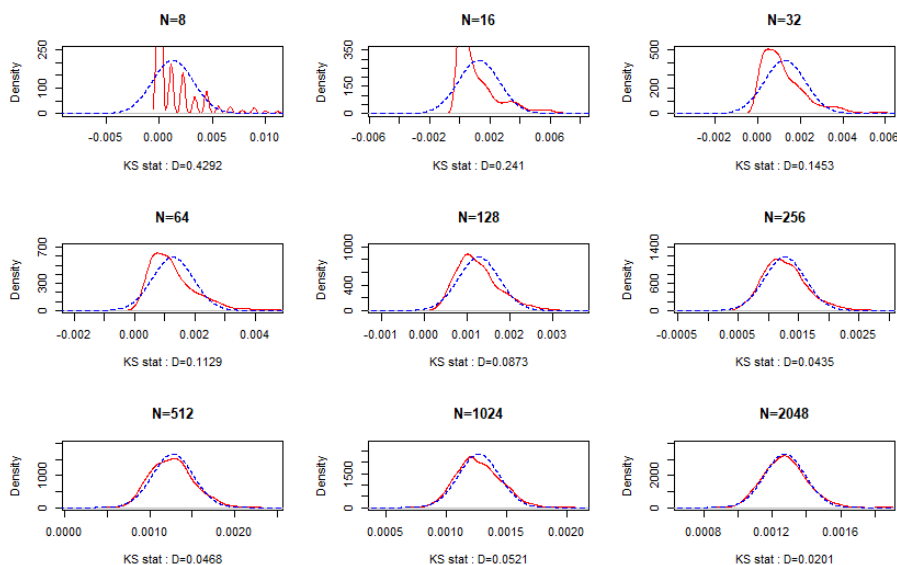 N=8 N=16 N=32
Density 100 250 Density 0 150 350 Density 0 200 500
-0.005 0.000 0.005 0.010 -0.006 -0.002 0.002 0.006 -0.002 0.000 0.002 0.004 0.006
KS stat : D=0.4292 KS stat : D=0.241 KS stat : D=0.1453
N=64 N=128 N=256
Density 0 300 700 Density 0 400 1000 Density 0 600 1400
-0.002 0.000 0.002 0.004 -0.001 0.000 0.001 0.002 0.003 -0.0005 0.0005 0.0015 0.0025
KS stat : D=0.1129 KS stat : D=0.0873 KS stat : D=0.0435
N=512 N=1024 N=2048
Density 0 1000 Density 0 1500 Density 0 2000
0.0000 0.0010 0.0020 0.0005 0.0010 0.0015 0.0020 0.0008 0.0012 0.0016
KS stat : D=0.0468 KS stat : D=0.0521 KS stat : D=0.0201